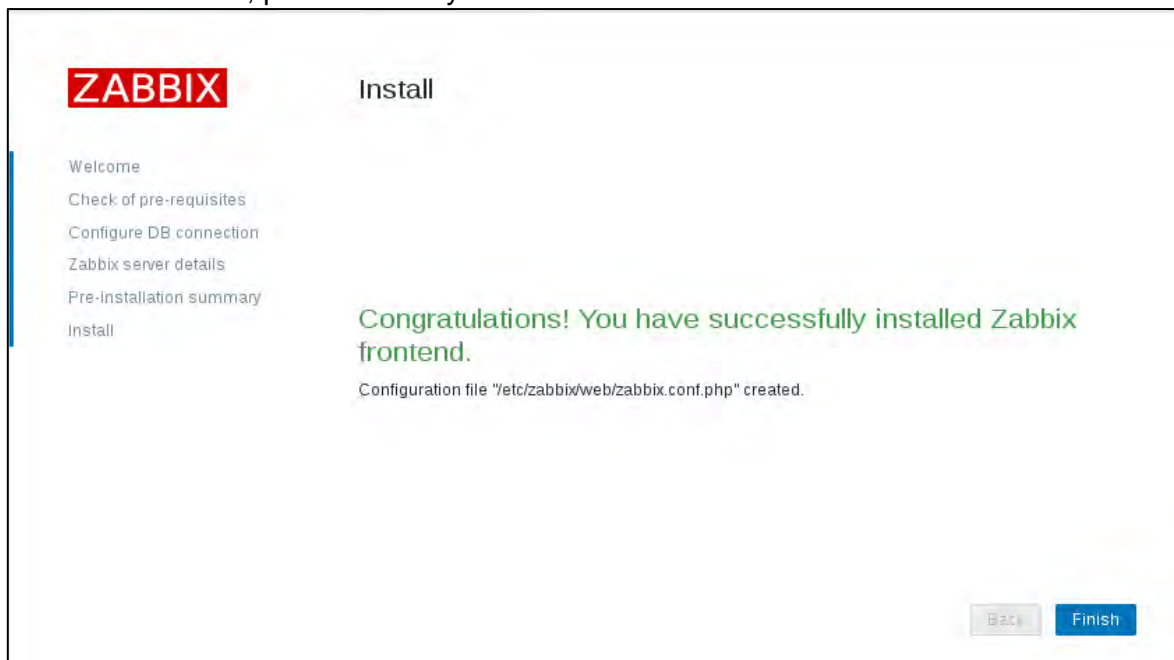 ZABBIX
Install
Welcome
Check of pre-requisites
Configure DB connection
Zabbix server details
Pre-installation summary
Install
Congratulations! You have successfully installed Zabbix
frontend.
Configuration file "/etc/zabbix/web/zabbix.conf.php" created.
Back
Finish